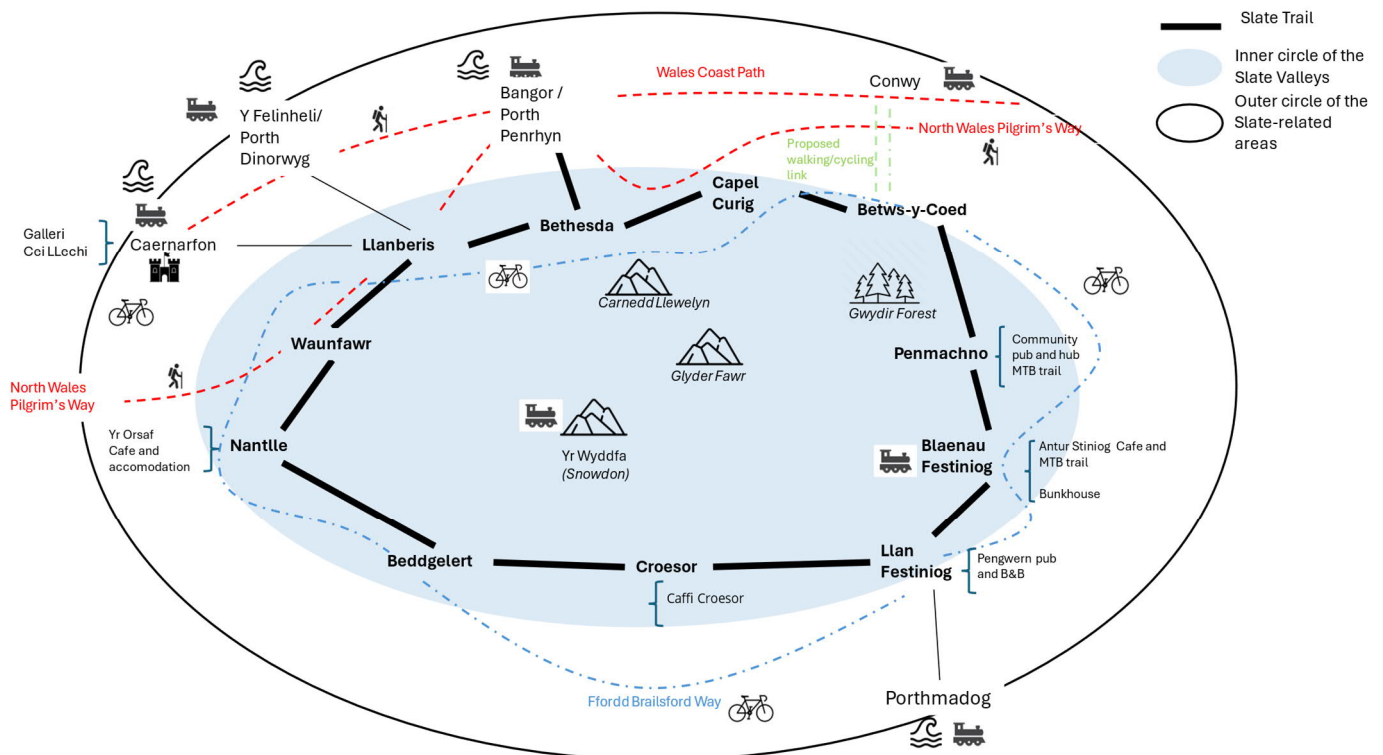 Slate Trail
Inner circle of the
Slate Valleys
Outer circle of the
Slate-related
areas
Wales Coast Path
Conwy
Bangor /
Porth
Penrhyn
Y Felinheli/
Porth
Dinorwyg
North Wales Pilgrim's Way
Proposed
walking/cycling
link
Capel
Curig
Betws-y-Coed
Bethesda
Llanberis
Caernarfon
Galleri
Cci LLcchi
Carnedd Llewelyn
Gwydir Forest
Glyder Fawr
Waunfawr
Penmachno
Community
pub and hub
MTB trail
North Wales
Pilgrim's Way
Yr Orsaf
Cafe and
accomodation
Nantlle
Yr Wyddfa
(Snowdon)
Blaenau
Festiniog
Antur Stiniog Cafe and
MTB trail
Bunkhouse
Beddgelert
Croesor
Caffi Croesor
Llan
Festiniog
Pengwern pub
and B&B
Ffordd Brailsford Way
Porthmadog